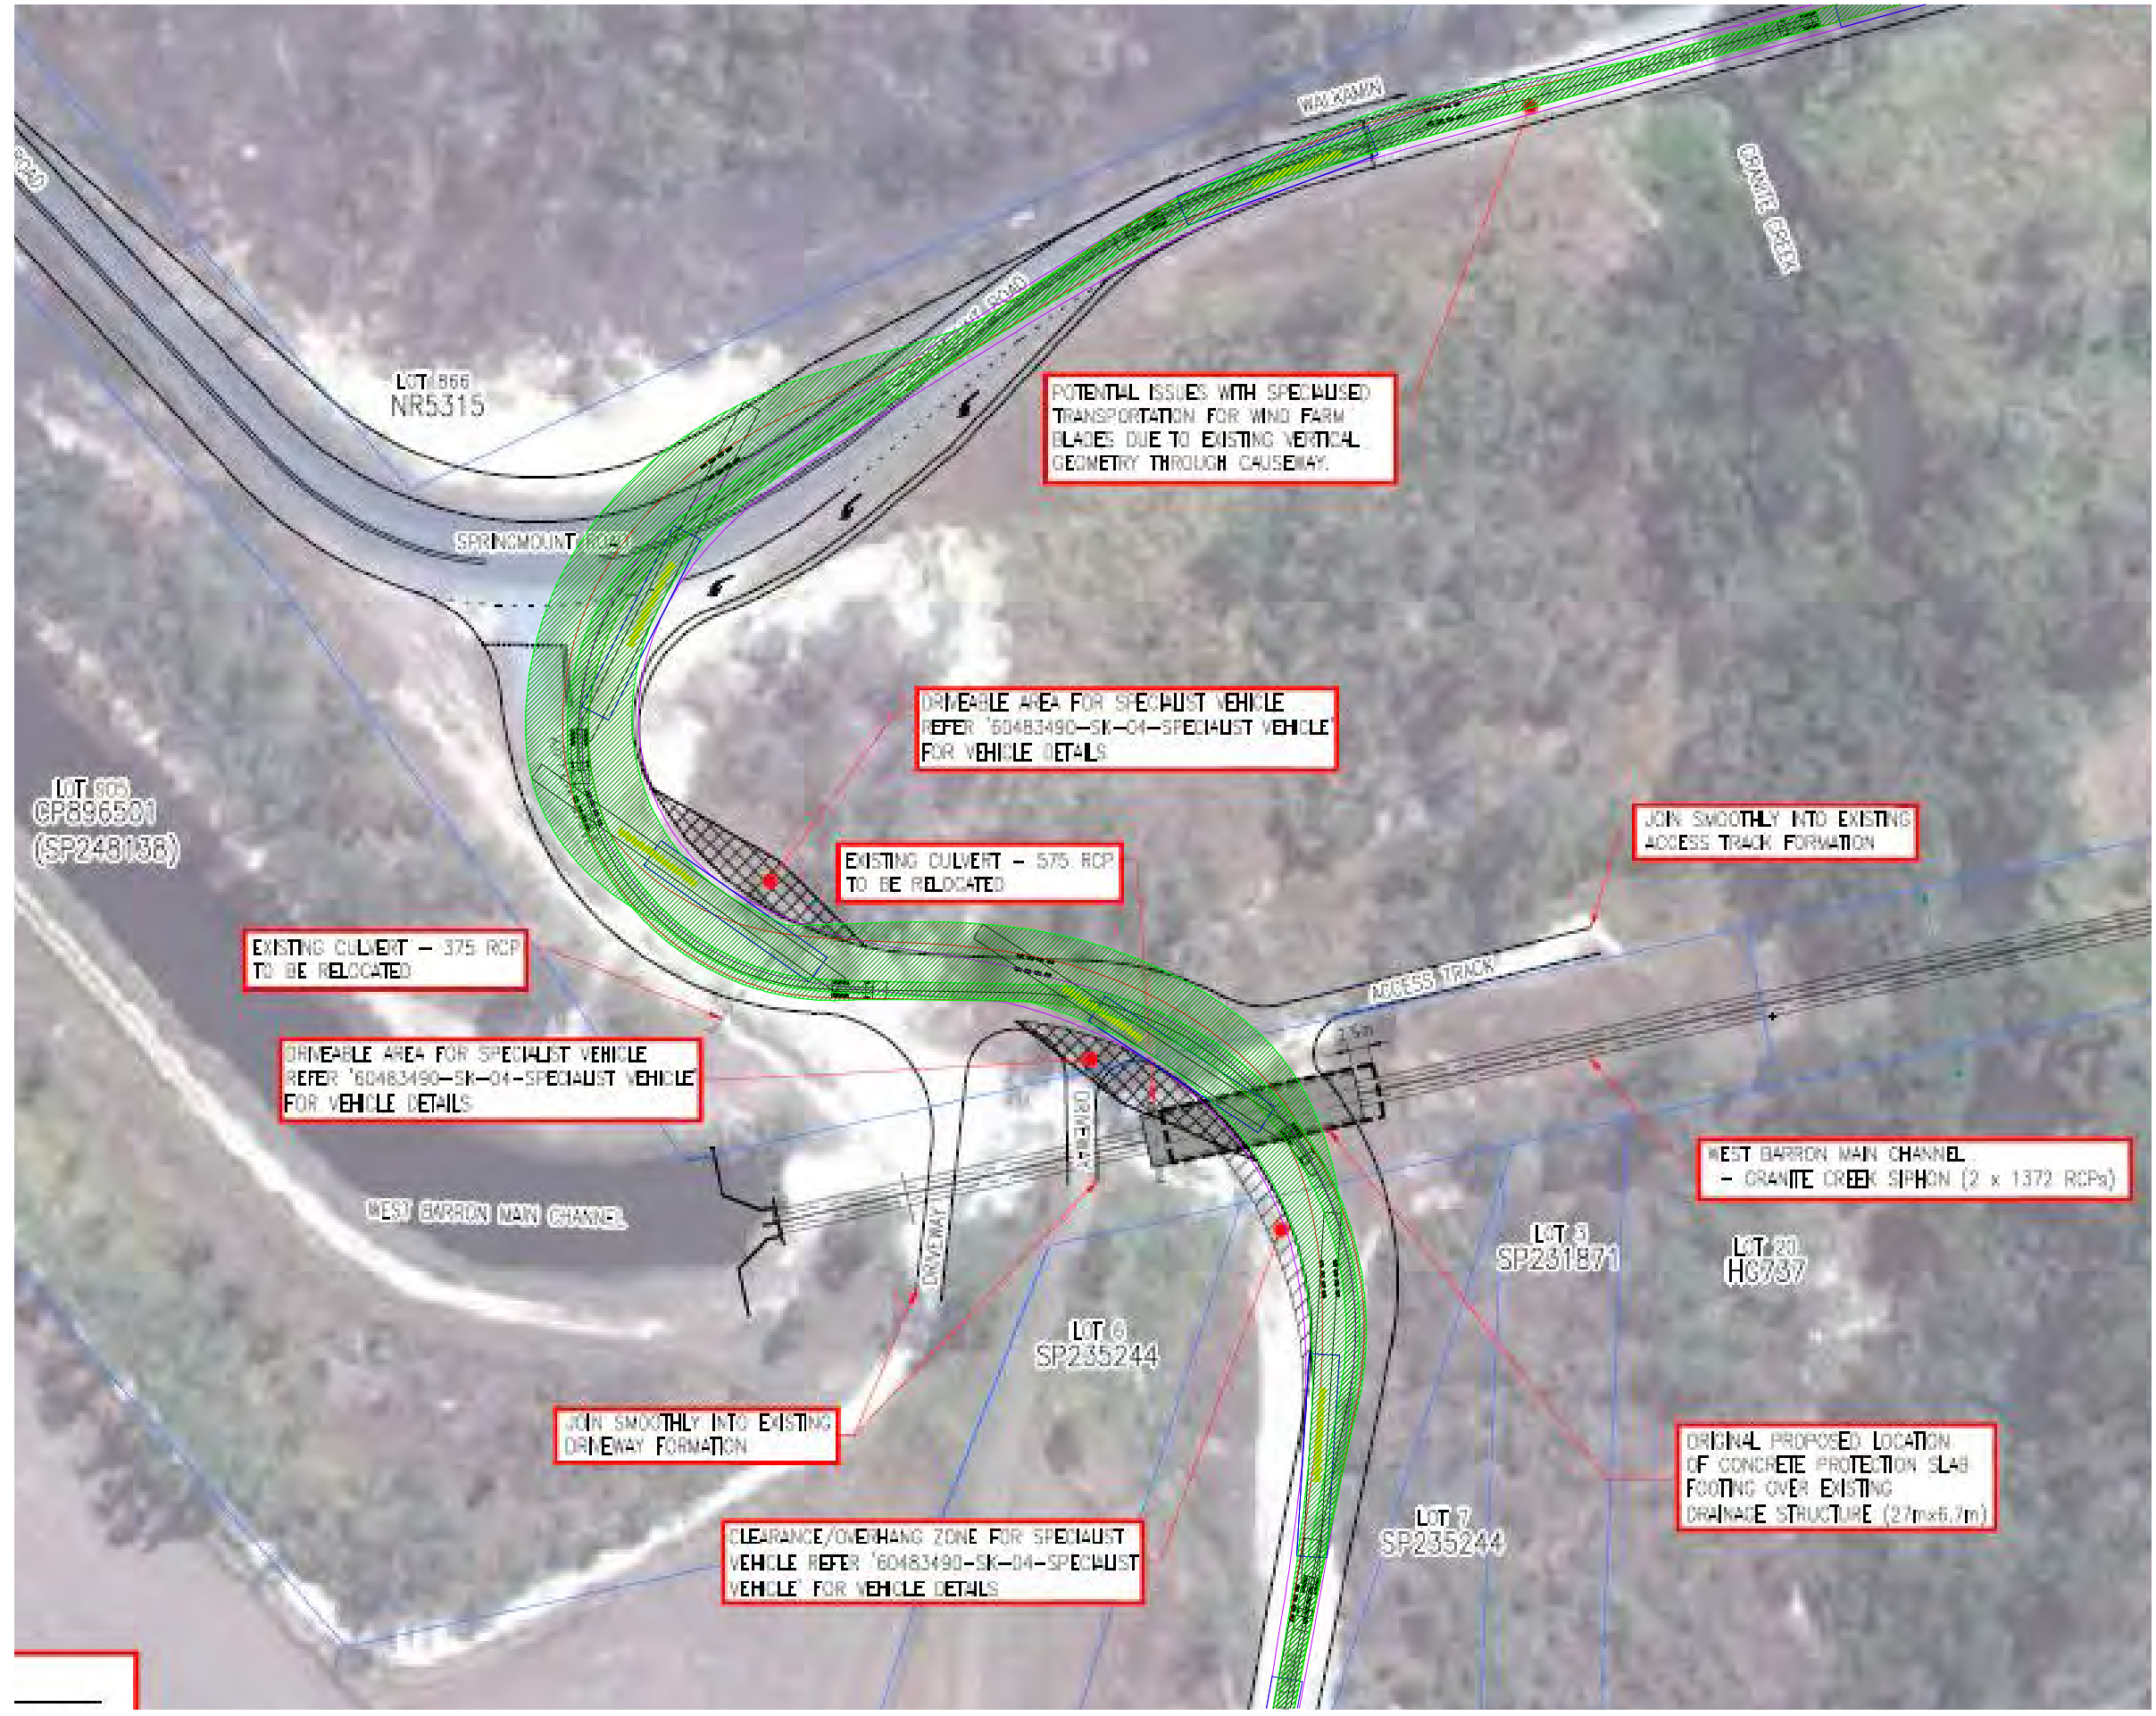 WALKAMIN
GRANITE CREEK
ROAD
ROAD
LOT 866
NR5315
POTENTIAL ISSUES WITH SPECIALISED
TRANSPORTATION FOR WIND FARM
BLADES DUE TO EXISTING VERTICAL
GEOMETRY THROUGH CAUSEWAY.
SPRINGMOUNT ROAD
DRIVEABLE AREA FOR SPECIALIST VEHICLE
REFER '60483490-SK-04-SPECIALIST VEHICLE'
FOR VEHICLE DETAILS
LOT 905
GP896501
(SP248138)
JOIN SMOOTHLY INTO EXISTING
ACCESS TRACK FORMATION
EXISTING CULVERT - 575 RCP
TO BE RELOCATED
EXISTING CULVERT - 375 RCP
TO BE RELOCATED
ACCESS TRACK
DRIVEABLE AREA FOR SPECIALIST VEHICLE
REFER '60483490-SK-04-SPECIALIST VEHICLE'
FOR VEHICLE DETAILS
DRIVEWAY
WEST BARRON MAIN CHANNEL
- GRANITE CREEK SIPHON (2 x 1372 RCPs)
WEST BARRON MAIN CHANNEL
DRIVEWAY
LOT 5
SP231871
LOT 20
HG737
LOT 6
SP235244
JOIN SMOOTHLY INTO EXISTING
DRIVEWAY FORMATION
ORIGINAL PROPOSED LOCATION
OF CONCRETE PROTECTION SLAB
FOOTING OVER EXISTING
DRAINAGE STRUCTURE (27mx6.7m)
LOT 7
SP235244
CLEARANCE/OVERHANG ZONE FOR SPECIALIST
VEHICLE REFER '60483490-SK-04-SPECIALIST
VEHICLE' FOR VEHICLE DETAILS